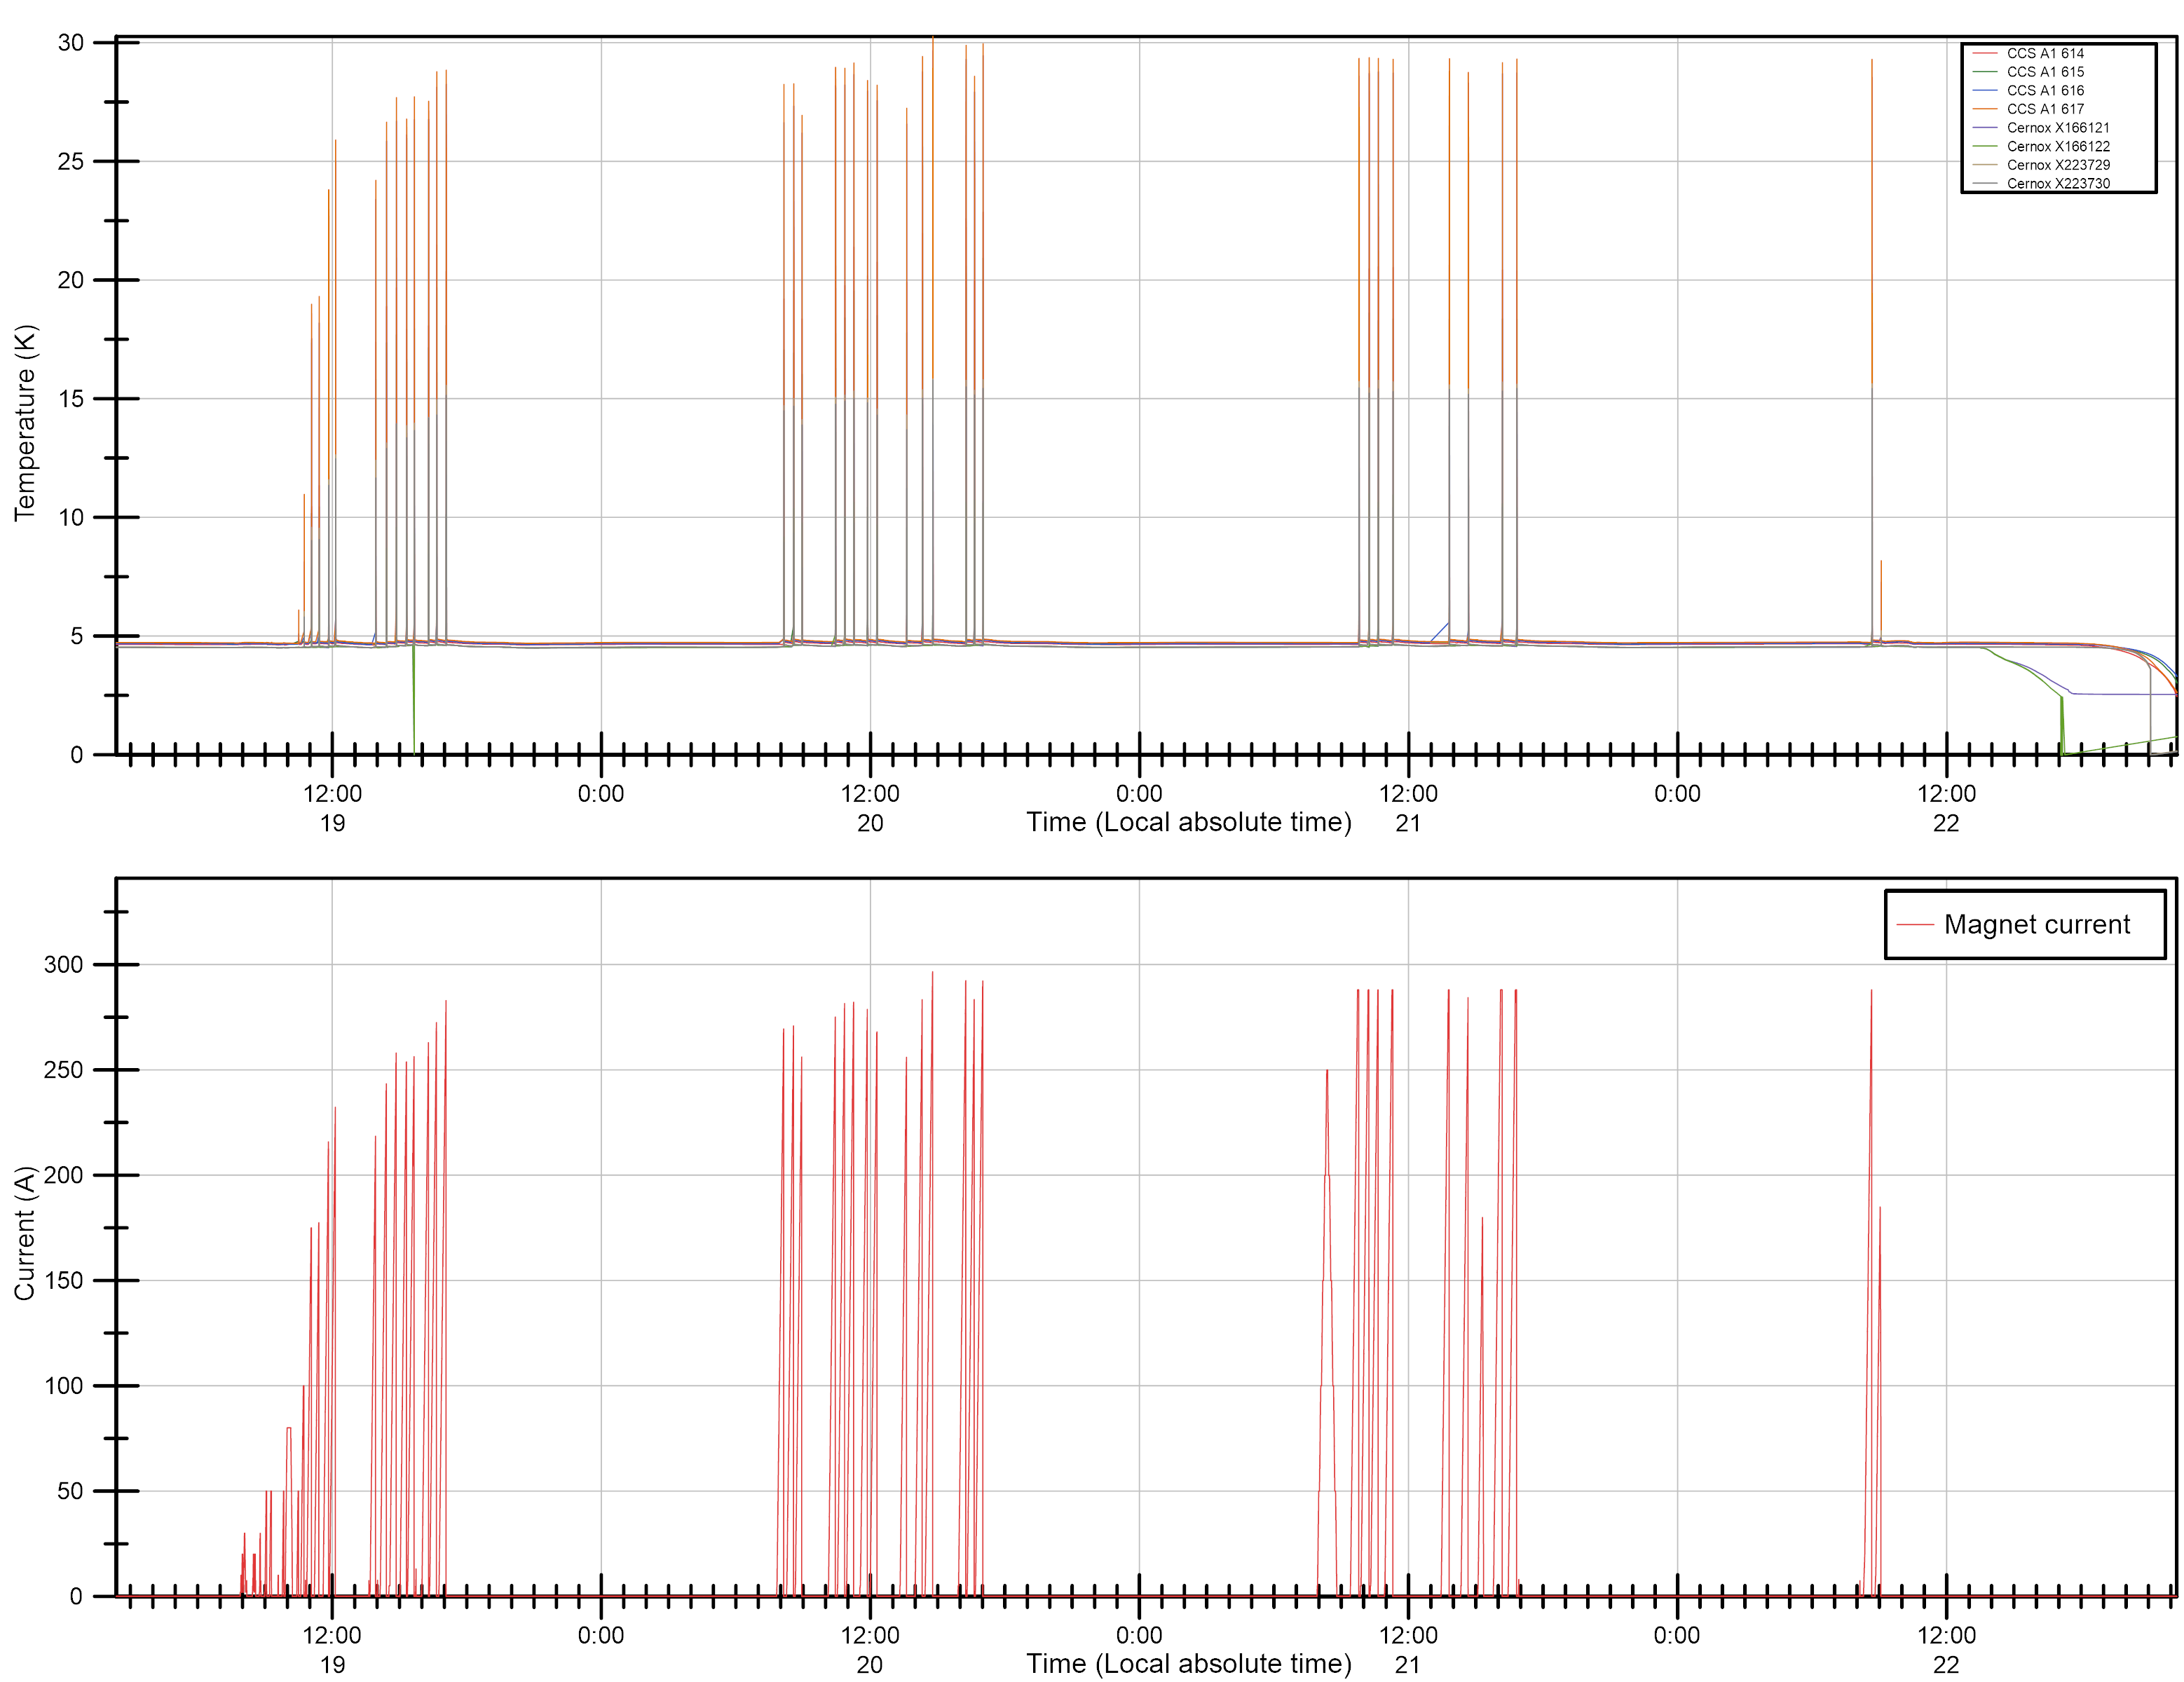 30
25
20
15
10
5
0
Temperature (K)
CCS A1 614
CCS A1 615
CCS A1 616
CCS A1 617
Cernox X166121
Cernox X166122
Cernox X223729
Cernox X223730
12:00 0:00 12:00 0:00 12:00 0:00 12:00
19 20 21 22
Time (Local absolute time)
300
250
200
150
100
50
0
Current (A)
Magnet current
12:00 0:00 12:00 0:00 12:00 0:00 12:00
19 20 21 22
Time (Local absolute time)